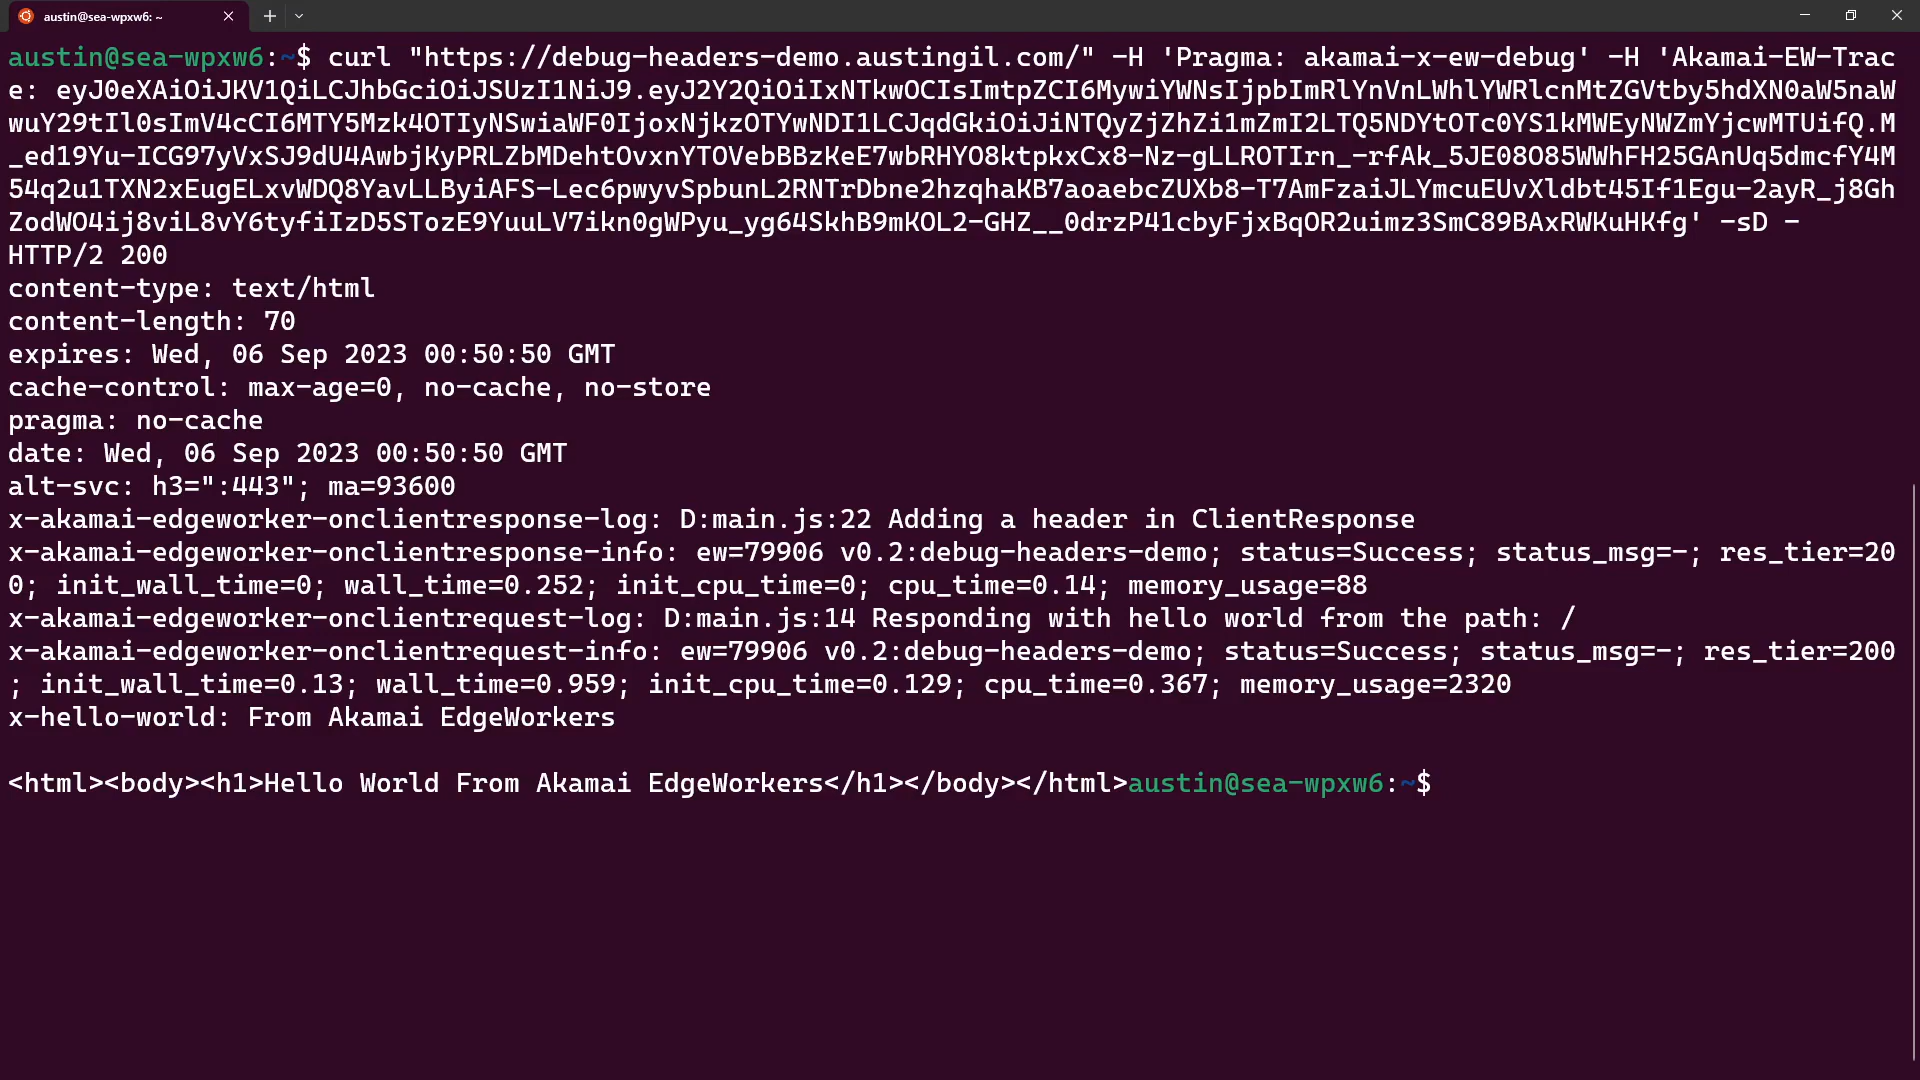 austin@sea-wpxw6: ~
austin@sea-wpxw6:~$ curl "https://debug-headers-demo.austingil.com/" -H 'Pragma: akamai-x-ew-debug' -H 'Akamai-EW-Trac
e: eyJ0eXAiOiJKV1QiLCJhbGciOiJSUzI1NiJ9.eyJ2Y2QiOiIxNTkwOCIsImtpZCI6MywiYWNsIjpbImRlYnVnLWhlYWRlcnMtZGVtby5hdXN0aW5naW
wuY29tIl0sImV4cCI6MTY5Mzk4OTIyNSwiaWF0IjoxNjkzOTYwNDI1LCJqdGkiOiJiNTQyZjZhZi1mZmI2LTQ5NDYtOTc0YS1kMWEyNWZmYjcwMTUifQ.M
_ed19Yu-ICG97yVxSJ9dU4AwbjKyPRLZbMDehtOvxnYTOVebBBzKeE7wbRHYO8ktpkxCx8-Nz-gLLROTIrn_-rfAk_5JE08O85WWhFH25GAnUq5dmcfY4M
54q2u1TXN2xEugELxvWDQ8YavLLByiAFS-Lec6pwyvSpbunL2RNTrDbne2hzqhaKB7aoaebcZUXb8-T7AmFzaiJLYmcuEUvXldbt45If1Egu-2ayR_j8Gh
ZodWO4ij8viL8vY6tyfiIzD5STozE9YuuLV7ikn0gWPyu_yg64SkhB9mKOL2-GHZ__0drzP41cbyFjxBqOR2uimz3SmC89BAxRWKuHKfg' -sD -
HTTP/2 200
content-type: text/html
content-length: 70
expires: Wed, 06 Sep 2023 00:50:50 GMT
cache-control: max-age=0, no-cache, no-store
pragma: no-cache
date: Wed, 06 Sep 2023 00:50:50 GMT
alt-svc: h3=":443"; ma=93600
x-akamai-edgeworker-onclientresponse-log: D:main.js:22 Adding a header in ClientResponse
x-akamai-edgeworker-onclientresponse-info: ew=79906 v0.2:debug-headers-demo; status=Success; status_msg=-; res_tier=20
0; init_wall_time=0; wall_time=0.252; init_cpu_time=0; cpu_time=0.14; memory_usage=88
x-akamai-edgeworker-onclientrequest-log: D:main.js:14 Responding with hello world from the path: /
x-akamai-edgeworker-onclientrequest-info: ew=79906 v0.2:debug-headers-demo; status=Success; status_msg=-; res_tier=200
; init_wall_time=0.13; wall_time=0.959; init_cpu_time=0.129; cpu_time=0.367; memory_usage=2320
x-hello-world: From Akamai EdgeWorkers
<html><body><h1>Hello World From Akamai EdgeWorkers</h1></body></html>austin@sea-wpxw6:~$